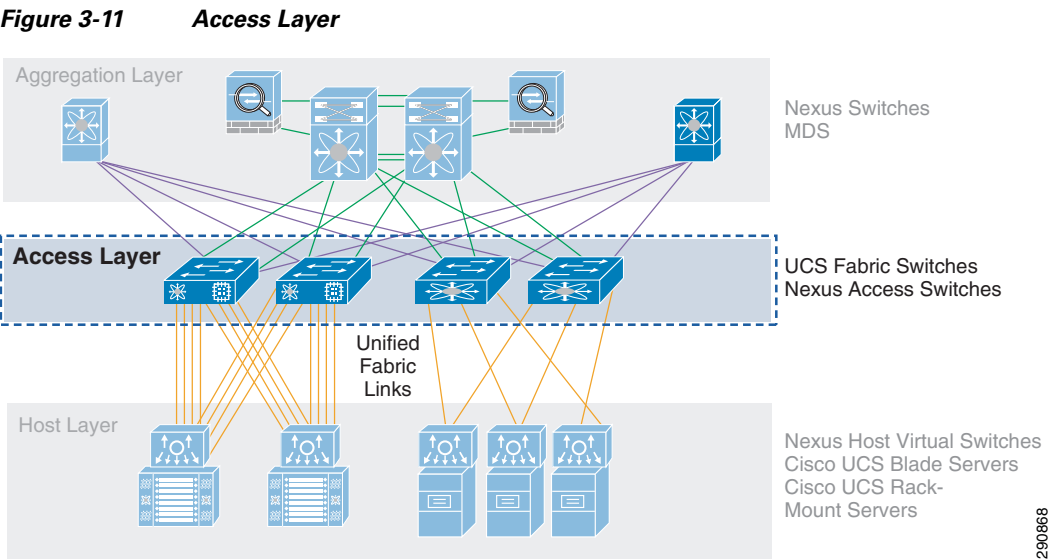 Figure 3-11 Access Layer
Aggregation Layer
Nexus Switches
MDS
Access Layer
UCS Fabric Switches
Nexus Access Switches
Unified
Fabric
Links
Host Layer
Nexus Host Virtual Switches
Cisco UCS Blade Servers
Cisco UCS Rack-
Mount Servers
290868